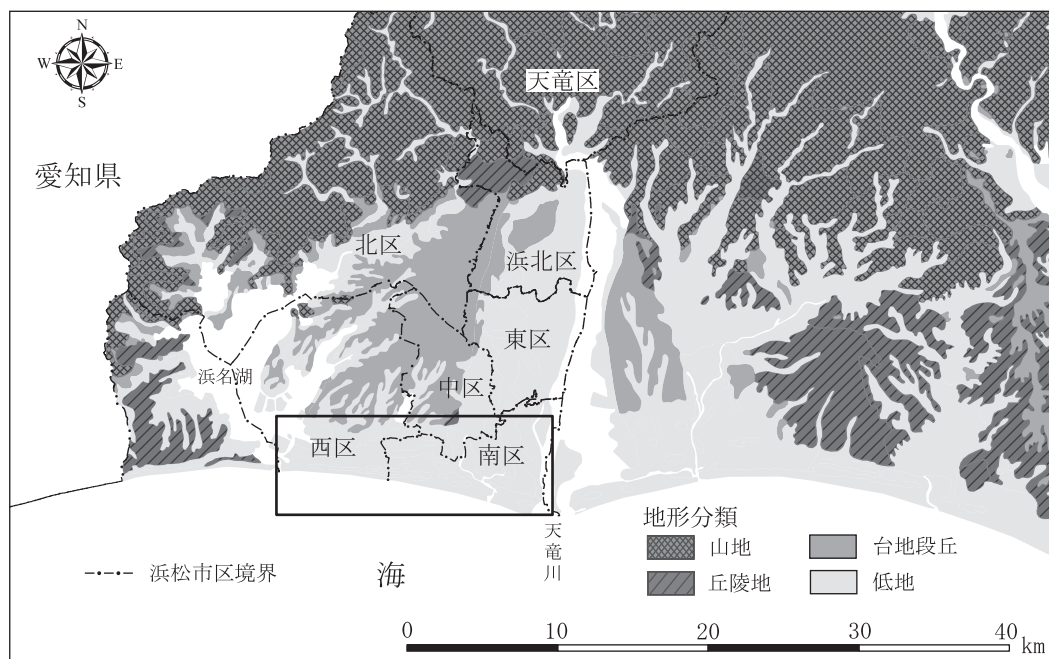 N
W E
S
天竜区
愛知県
北区
浜北区
東区
浜名湖
中区
西区
南区
天竜川
地形分類
山地
台地段丘
丘陵地
低地
浜松市区境界
海
0 10 20 30 40
km